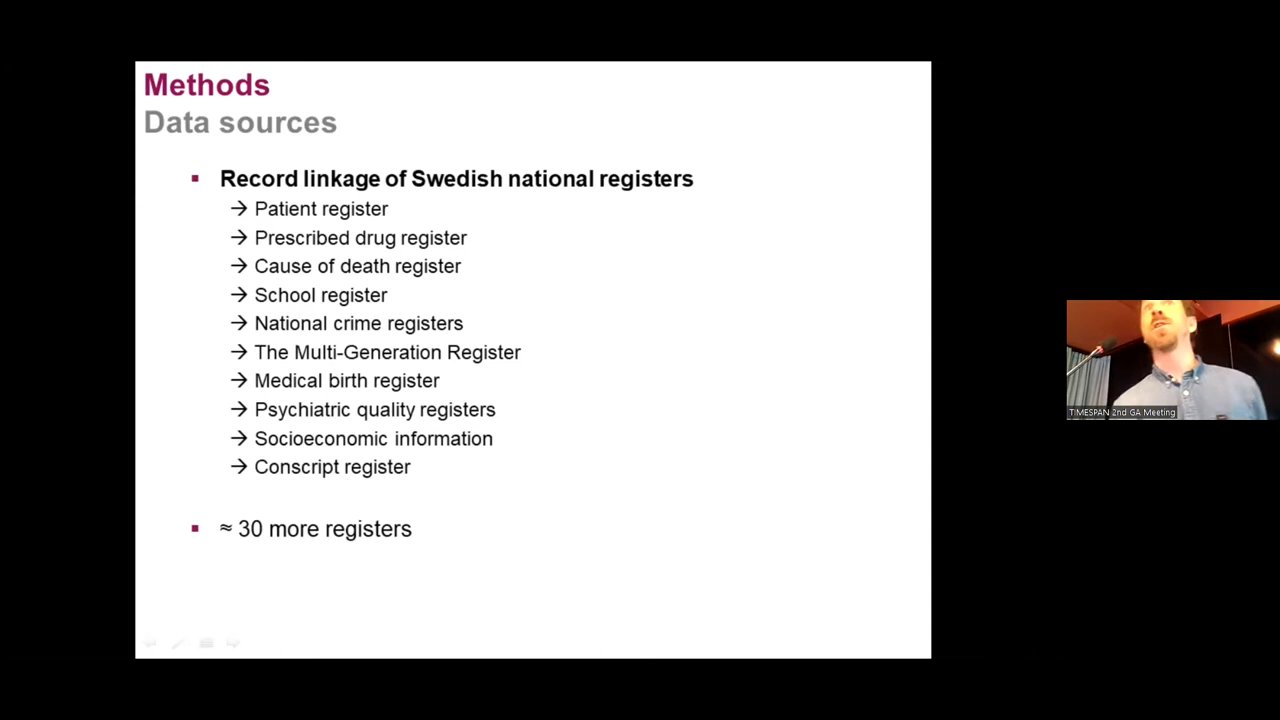 Methods
Data sources
▪ Record linkage of Swedish national registers
→ Patient register
→ Prescribed drug register
→ Cause of death register
→ School register
→ National crime registers
→ The Multi-Generation Register
→ Medical birth register
→ Psychiatric quality registers
→ Socioeconomic information
→ Conscript register
▪ ≈ 30 more registers
TIMESPAN 2nd GA Meeting